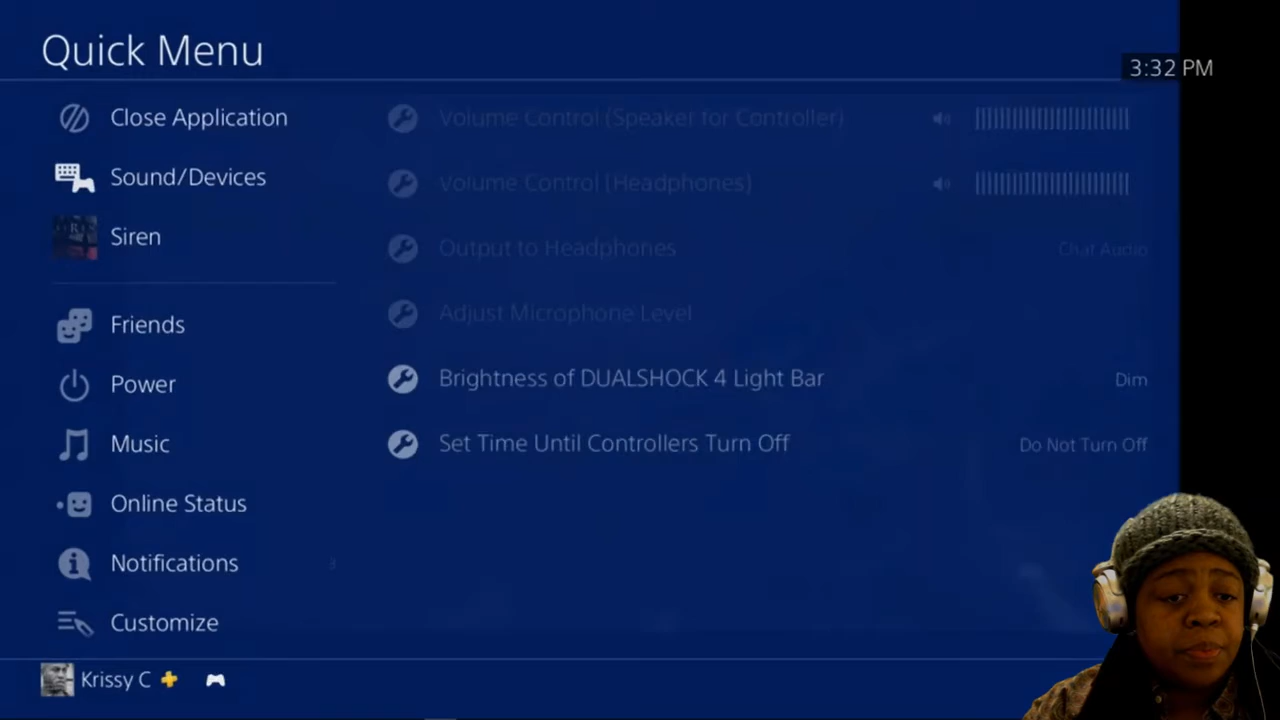 Quick Menu
3:32 PM
Close Application
Sound/Devices
Siren
Friends
Power
Music
Online Status
Notifications 3
Customize
Volume Control (Speaker for Controller)
Volume Control (Headphones)
Output to Headphones Chat Audio
Adjust Microphone Level
Brightness of DUALSHOCK 4 Light Bar Dim
Set Time Until Controllers Turn Off Do Not Turn Off
Krissy C